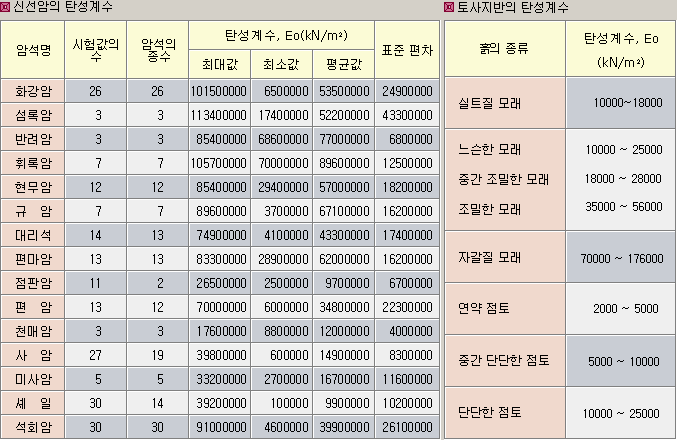 신선암의 탄성계수
암석명 시험값의 수 암석의 종수 탄성계수, Eo(kN/m²) 표준 편차
최대값 최소값 평균값
화강암 26 26 101500000 6500000 53500000 24900000
섬록암 3 3 113400000 17400000 52200000 43300000
반려암 3 3 85400000 68600000 77000000 6800000
휘록암 7 7 105700000 70000000 89600000 12500000
현무암 12 12 85400000 29400000 57000000 18200000
규 암 7 7 89600000 3700000 67100000 16200000
대리석 14 13 74900000 4100000 43300000 17400000
편마암 13 13 83300000 28900000 62000000 16200000
점판암 11 2 26500000 2500000 9700000 6700000
편 암 13 12 70000000 6000000 34800000 22300000
천매암 3 3 17600000 8800000 12000000 4000000
사 암 27 19 39800000 600000 14900000 8300000
미사암 5 5 33200000 2700000 16700000 11600000
셰 일 30 14 39200000 100000 9900000 10200000
석회암 30 30 91000000 4600000 39900000 26100000
토사지반의 탄성계수
흙의 종류 탄성계수, Eo
(kN/m²)
실트질 모래 10000~18000
느슨한 모래 10000 ~ 25000
중간 조밀한 모래 18000 ~ 28000
조밀한 모래 35000 ~ 56000
자갈질 모래 70000 ~ 176000
연약 점토 2000 ~ 5000
중간 단단한 점토 5000 ~ 10000
단단한 점토 10000 ~ 25000